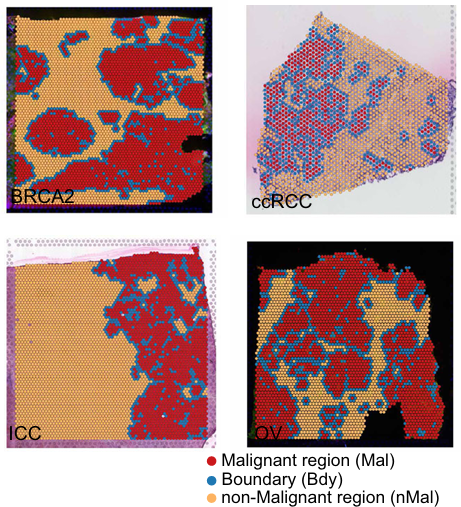 BRCA2
ccRCC
ICC
OV
Malignant region (Mal)
Boundary (Bdy)
non-Malignant region (nMal)